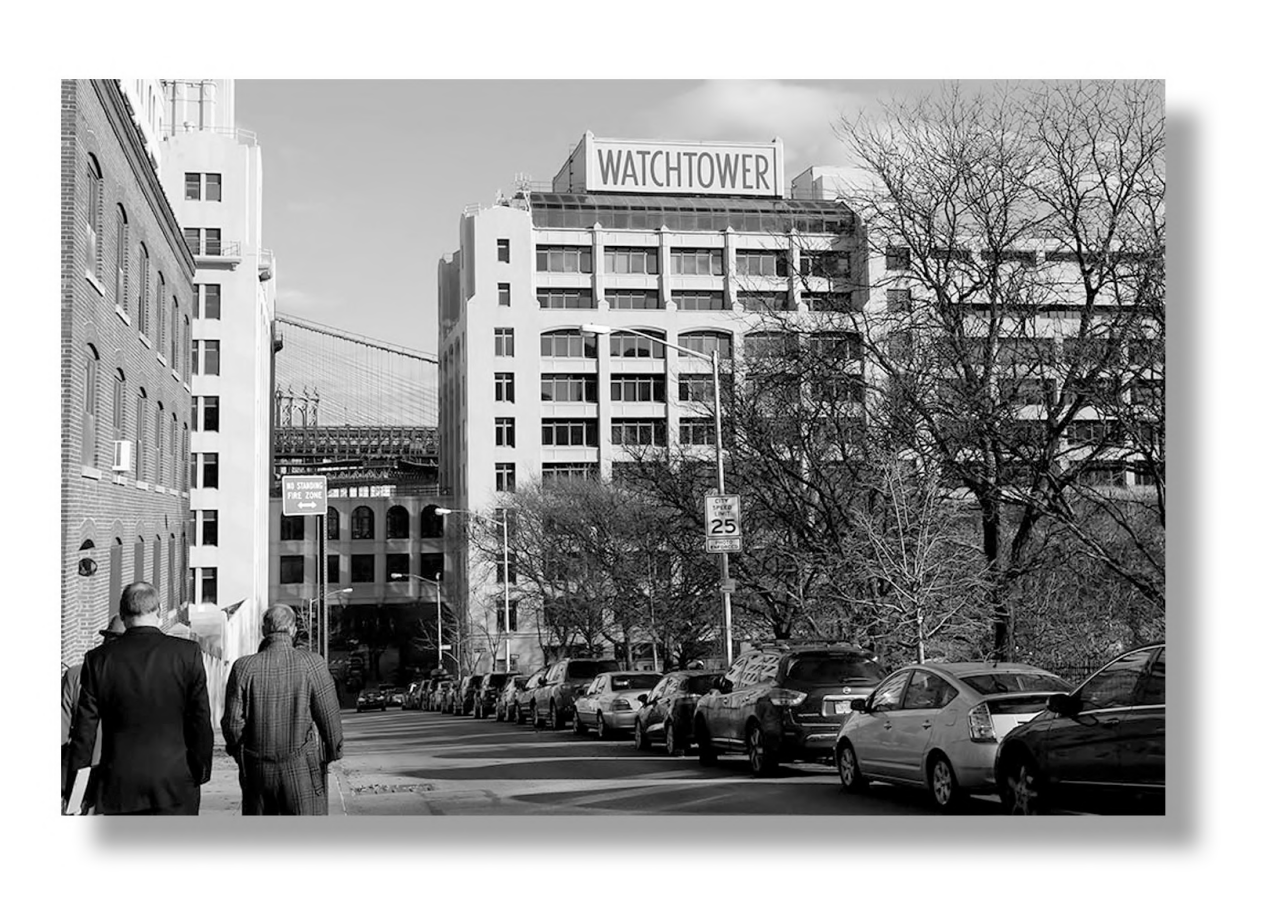 WATCHTOWER
NO STANDING
FIRE ZONE
CITY
SPEED
LIMIT
25